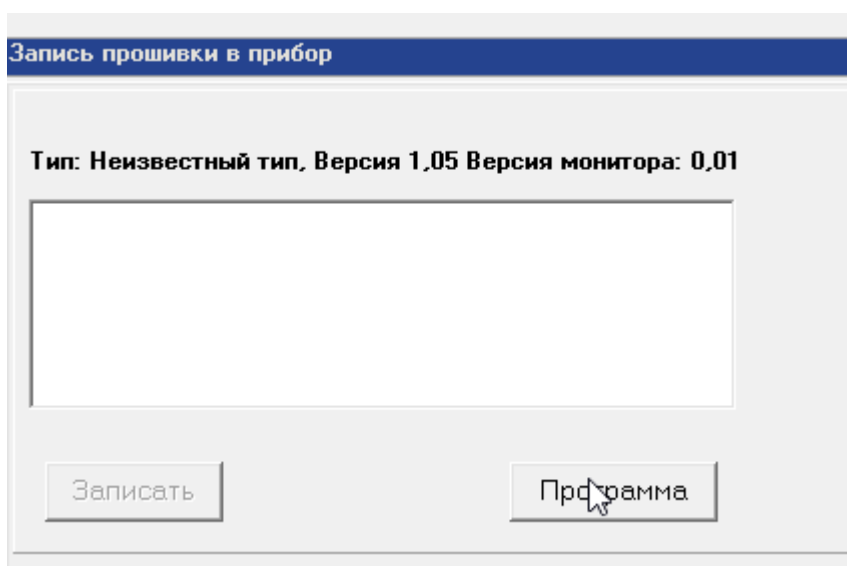 Запись прошивки в прибор
Тип: Неизвестный тип, Версия 1,05 Версия монитора: 0,01
Записать
Программа